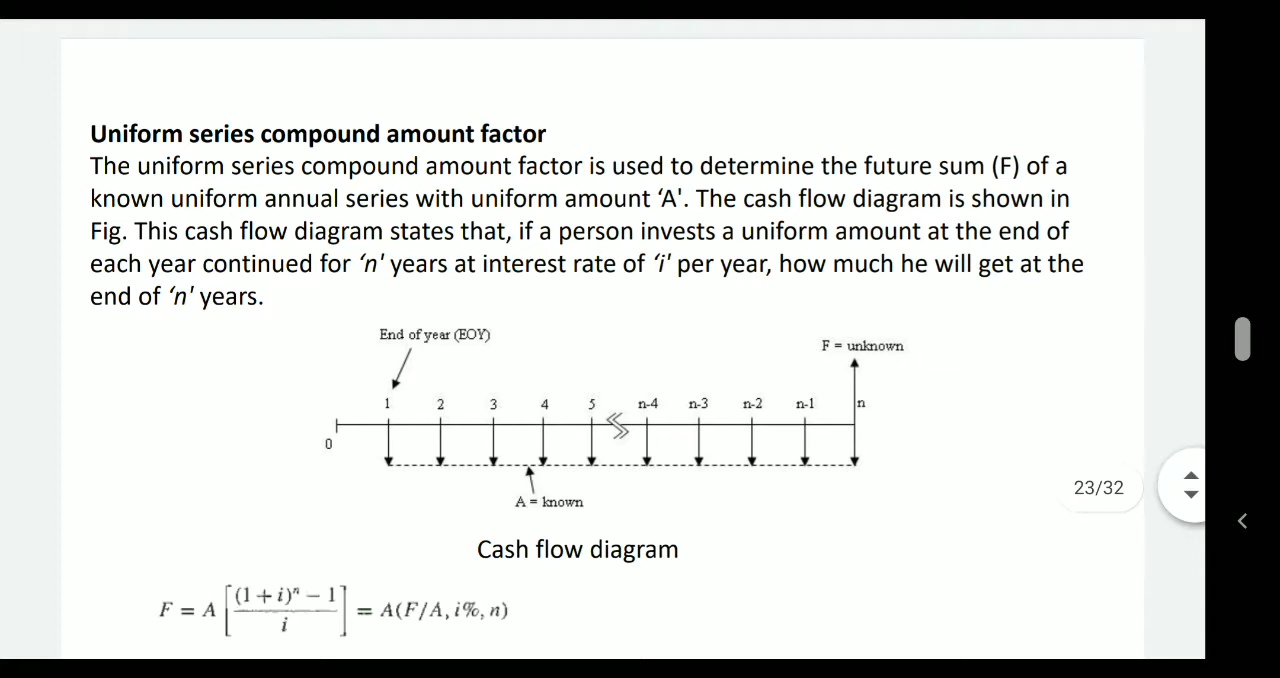 Uniform series compound amount factor
The uniform series compound amount factor is used to determine the future sum (F) of a
known uniform annual series with uniform amount ‘A'. The cash flow diagram is shown in
Fig. This cash flow diagram states that, if a person invests a uniform amount at the end of
each year continued for ‘n' years at interest rate of ‘i' per year, how much he will get at the
end of ‘n' years.
End of year (EOY)
F = unknown
1 2 3 4 5 n-4 n-3 n-2 n-1 n
0
A = known
23/32
Cash flow diagram
F = A [((1 + i)ⁿ − 1)/i] = A(F/A, i%, n)